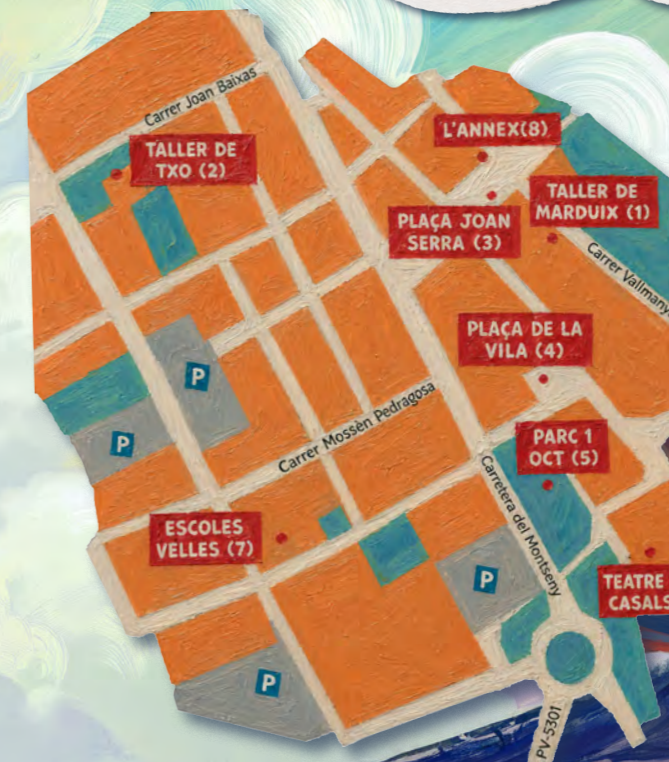 Carrer Joan Baixas
TALLER DE
TXO (2)
L'ANNEX(8)
TALLER DE
MARDUIX (1)
PLAÇA JOAN
SERRA (3)
Carrer Vallmany
PLAÇA DE LA
VILA (4)
P
P
Carrer Mossèn Pedragosa
PARC 1
OCT (5)
Carretera del Montseny
ESCOLES
VELLES (7)
P
TEATRE
CASALS
P
PV-5301